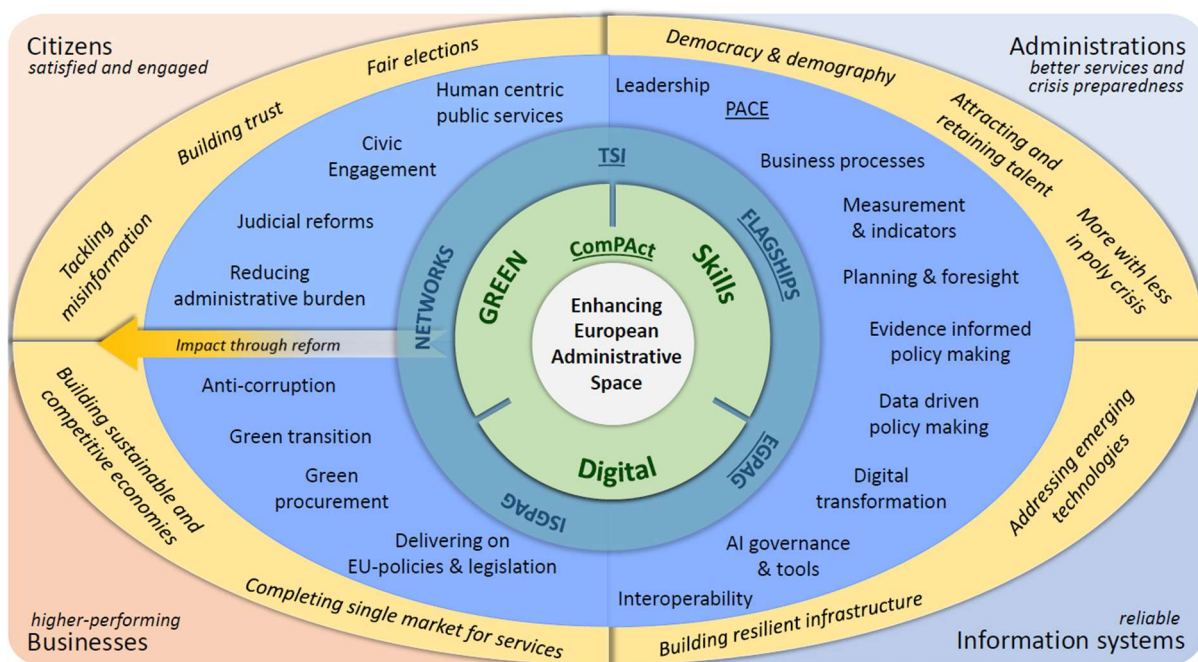 Citizens
satisfied and engaged
Administrations
better services and
crisis preparedness
Fair elections
Building trust
Tackling
misinformation
Democracy & demography
Attracting and
retaining talent
More with less
in poly crisis
Human centric
public services
Civic
Engagement
Judicial reforms
Reducing
administrative burden
Impact through reform
Anti-corruption
Green transition
Green
procurement
Delivering on
EU-policies & legislation
Leadership
PACE
Business processes
Measurement
& indicators
Planning & foresight
Evidence informed
policy making
Data driven
policy making
Digital
transformation
AI governance
& tools
Interoperability
TSI
FLAGSHIPS
EGPAG
ISGPAG
NETWORKS
ComPAct
GREEN
Skills
Digital
Enhancing
European
Administrative
Space
Building sustainable and
competitive economies
Completing single market for services
Building resilient infrastructure
Addressing emerging
technologies
higher-performing
Businesses
reliable
Information systems